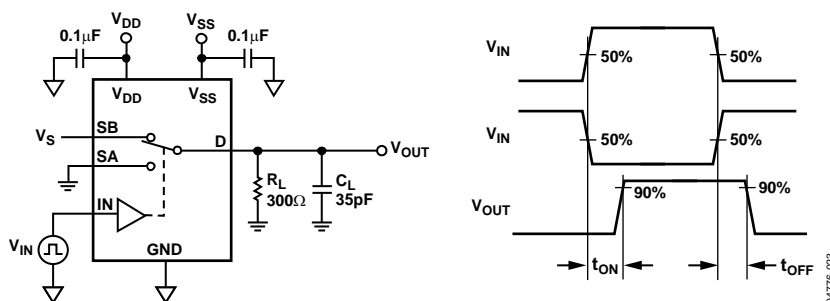 0.1μF
VDD
VSS
0.1μF
VDD
VSS
VS
SB
D
VOUT
SA
RL
300Ω
CL
35pF
IN
VIN
GND
VIN
50%
50%
VIN
50%
50%
VOUT
90%
90%
tON
tOFF